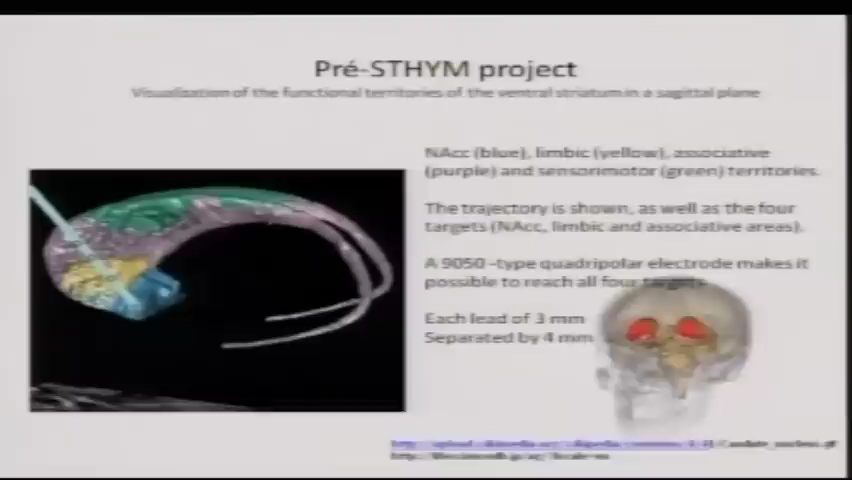 Pré-STHYM project
Visualization of the functional territories of the ventral striatum in a sagittal plane
NAcc (blue), limbic (yellow), associative
(purple) and sensorimotor (green) territories.
The trajectory is shown, as well as the four
targets (NAcc, limbic and associative areas).
A 9050 -type quadripolar electrode makes it
possible to reach all four targets
Each lead of 3 mm
Separated by 4 mm